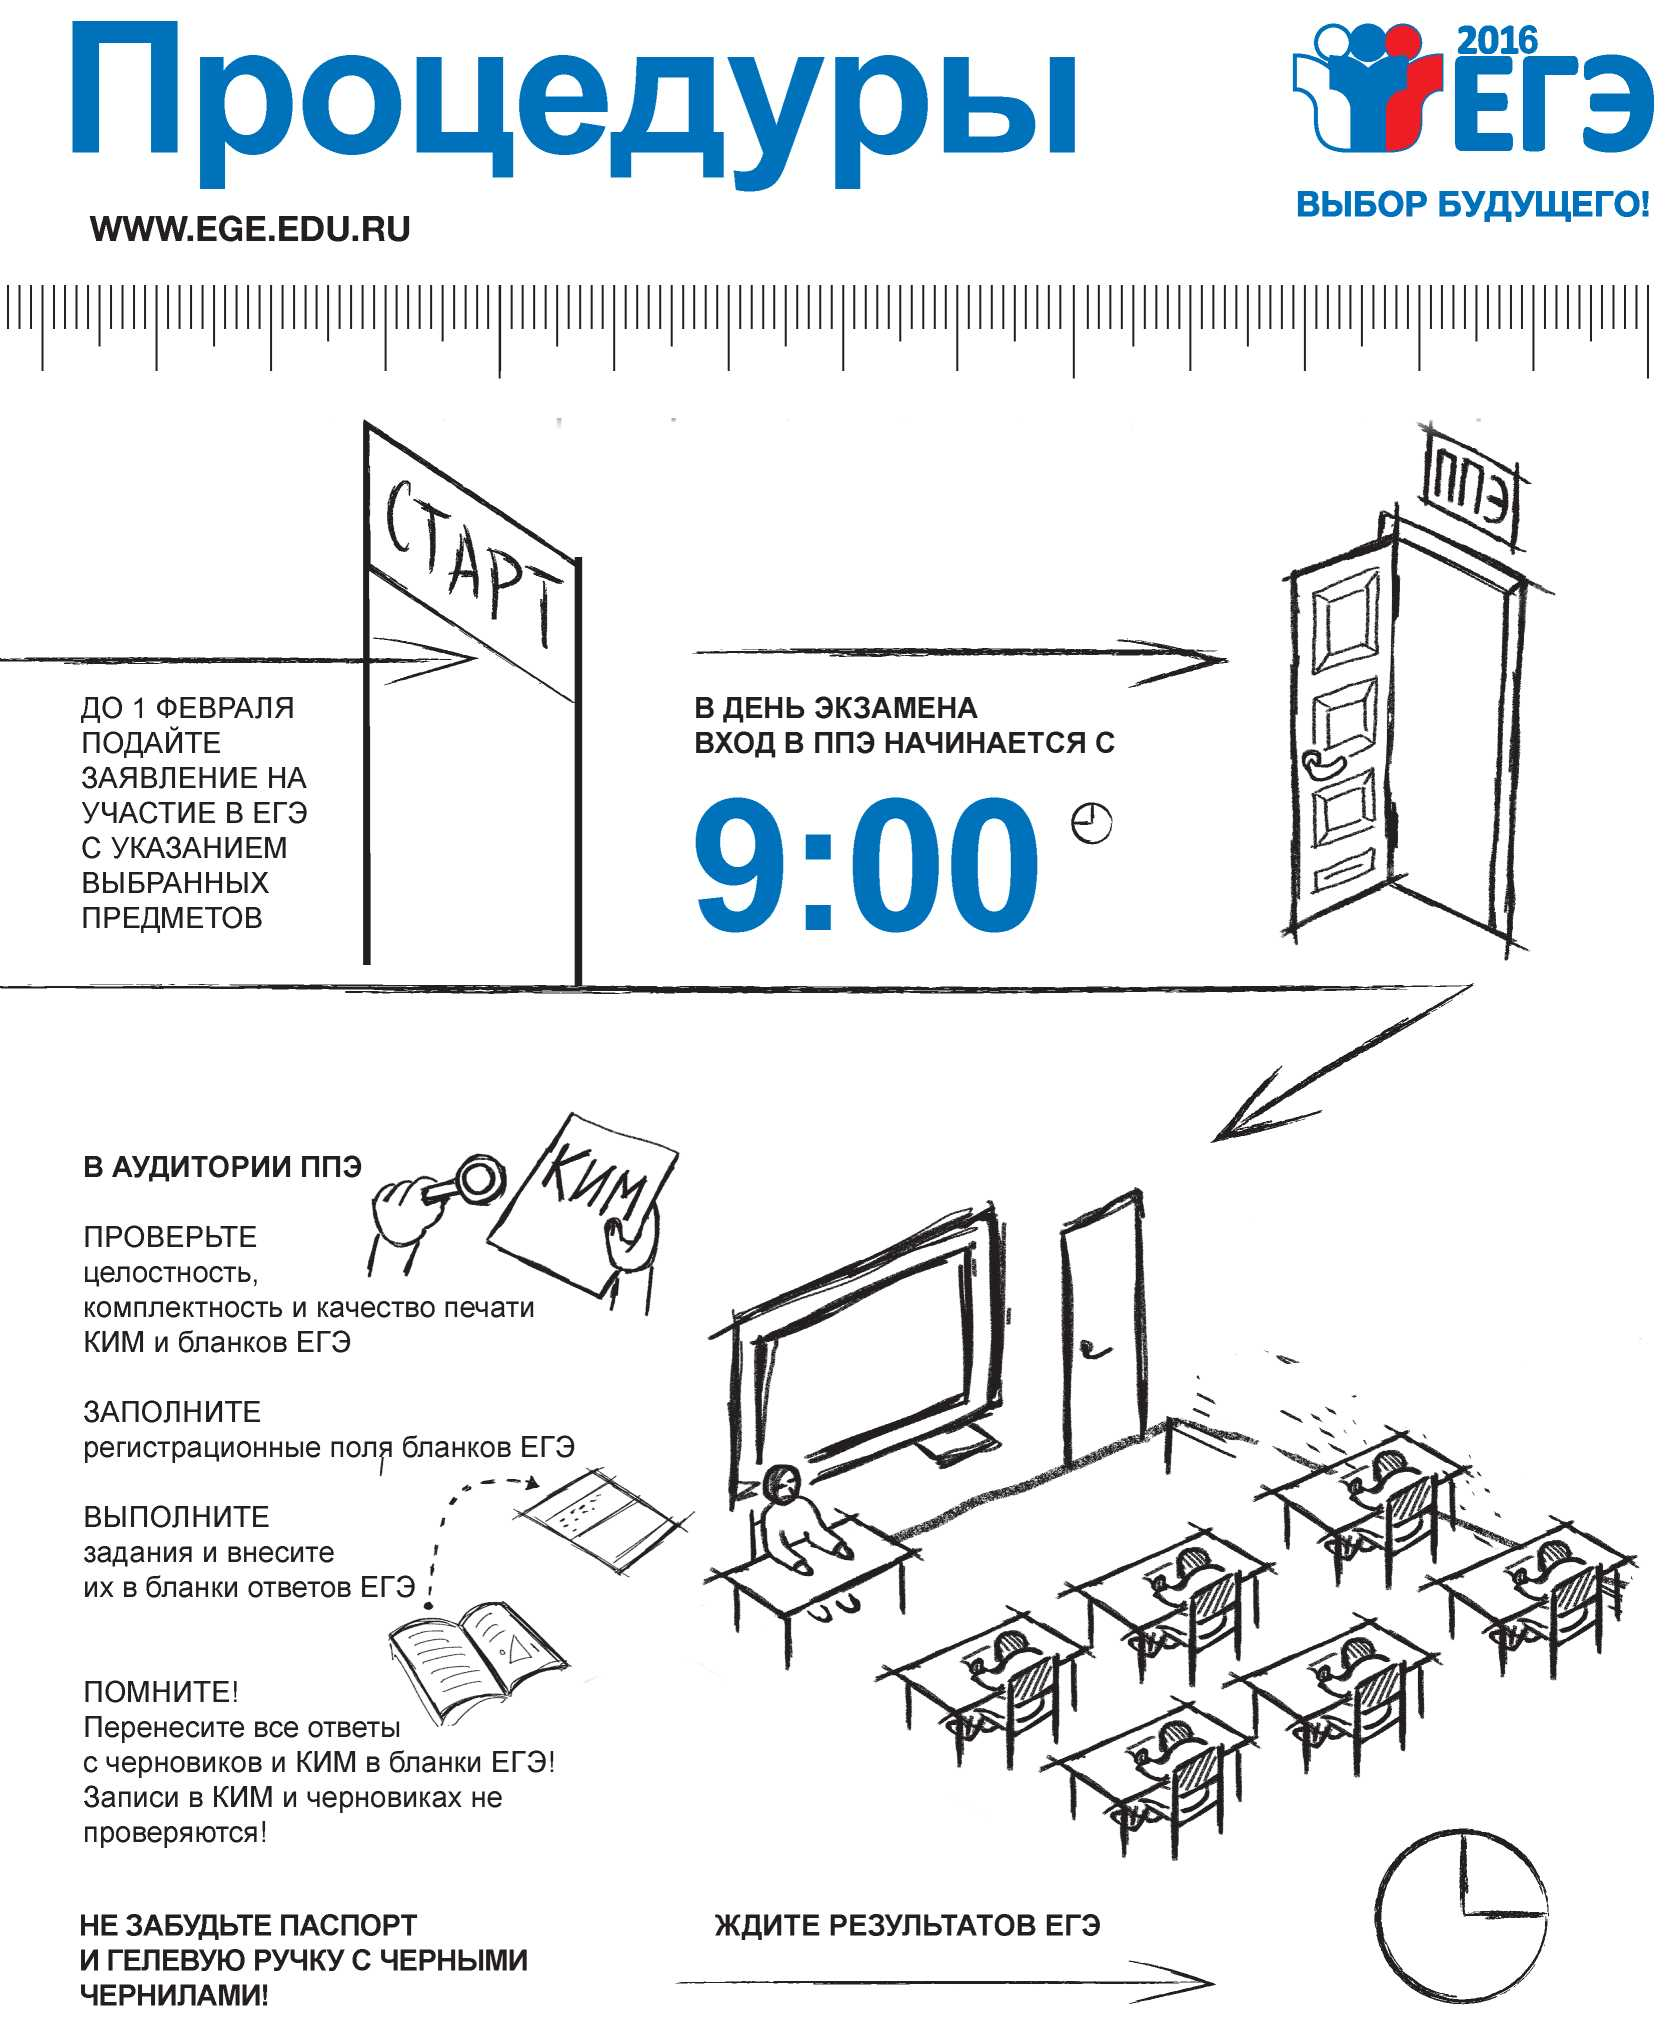 Процедуры
2016
ЕГЭ
WWW.EGE.EDU.RU
ВЫБОР БУДУЩЕГО!
СТАРТ
ППЭ
ДО 1 ФЕВРАЛЯ
ПОДАЙТЕ
ЗАЯВЛЕНИЕ НА
УЧАСТИЕ В ЕГЭ
С УКАЗАНИЕМ
ВЫБРАННЫХ
ПРЕДМЕТОВ
В ДЕНЬ ЭКЗАМЕНА
ВХОД В ППЭ НАЧИНАЕТСЯ С
9:00
В АУДИТОРИИ ППЭ
КИМ
ПРОВЕРЬТЕ
целостность,
комплектность и качество печати
КИМ и бланков ЕГЭ
ЗАПОЛНИТЕ
регистрационные поля бланков ЕГЭ
ВЫПОЛНИТЕ
задания и внесите
их в бланки ответов ЕГЭ
ПОМНИТЕ!
Перенесите все ответы
с черновиков и КИМ в бланки ЕГЭ!
Записи в КИМ и черновиках не
проверяются!
НЕ ЗАБУДЬТЕ ПАСПОРТ
И ГЕЛЕВУЮ РУЧКУ С ЧЕРНЫМИ
ЧЕРНИЛАМИ!
ЖДИТЕ РЕЗУЛЬТАТОВ ЕГЭ